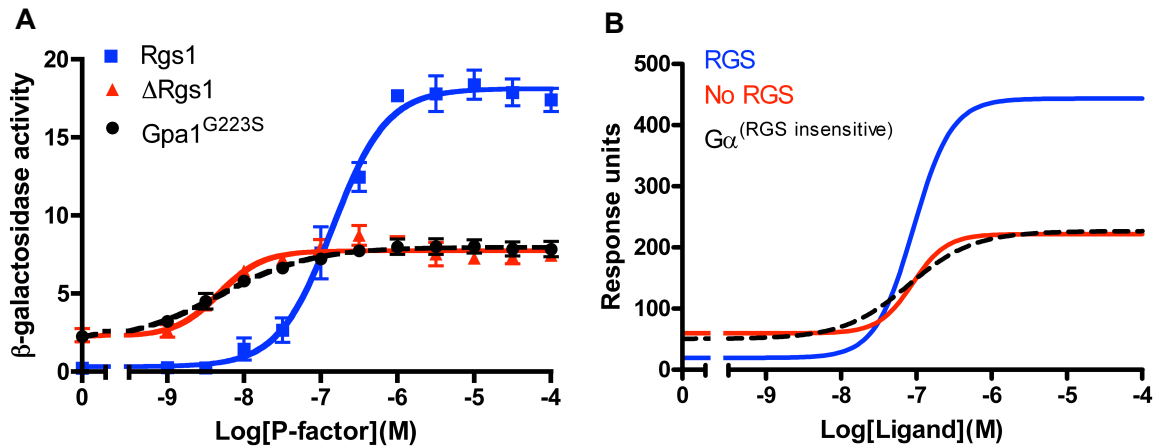 A
Rgs1
ΔRgs1
Gpa1^G223S
β-galactosidase activity
20
15
10
5
0
0 -9 -8 -7 -6 -5 -4
Log[P-factor](M)
B
RGS
No RGS
Gα^(RGS insensitive)
Response units
500
400
300
200
100
0
0 -9 -8 -7 -6 -5 -4
Log[Ligand](M)